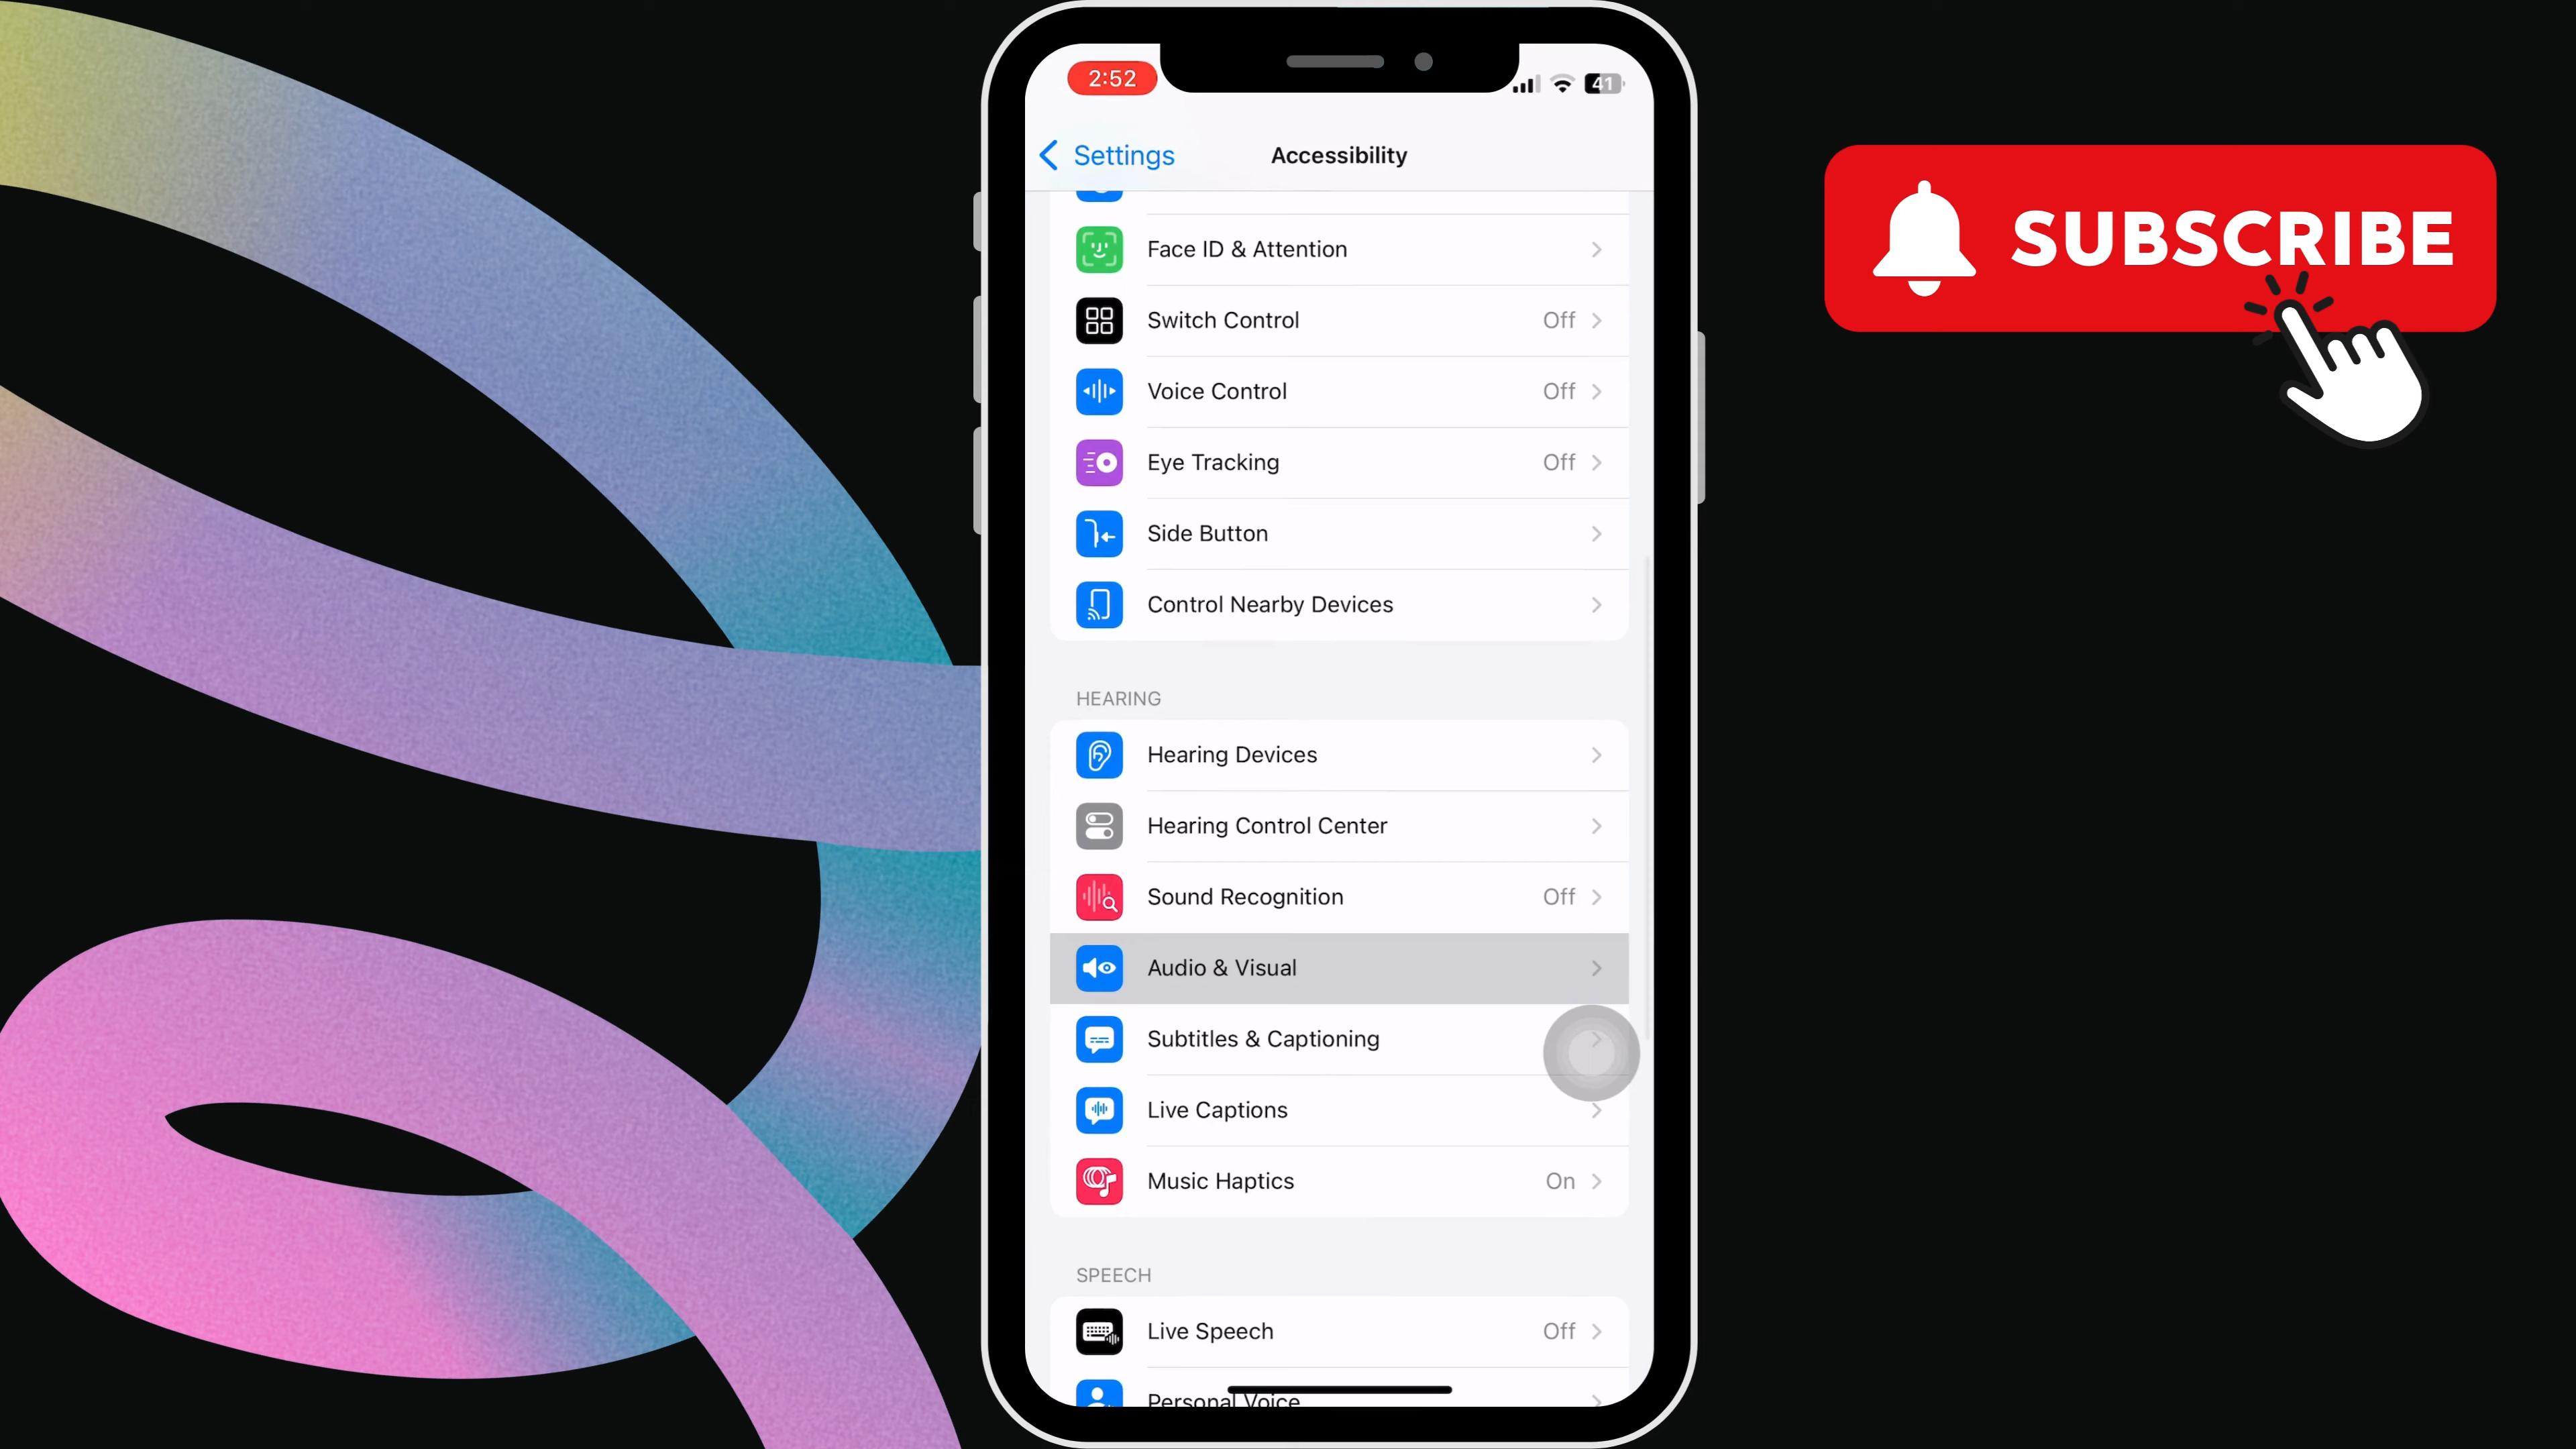 2:52
41
Settings
Accessibility
Face ID & Attention
Switch Control Off
Voice Control Off
Eye Tracking Off
Side Button
Control Nearby Devices
HEARING
Hearing Devices
Hearing Control Center
Sound Recognition Off
Audio & Visual
Subtitles & Captioning
Live Captions
Music Haptics On
SPEECH
Live Speech Off
Personal Voice
SUBSCRIBE